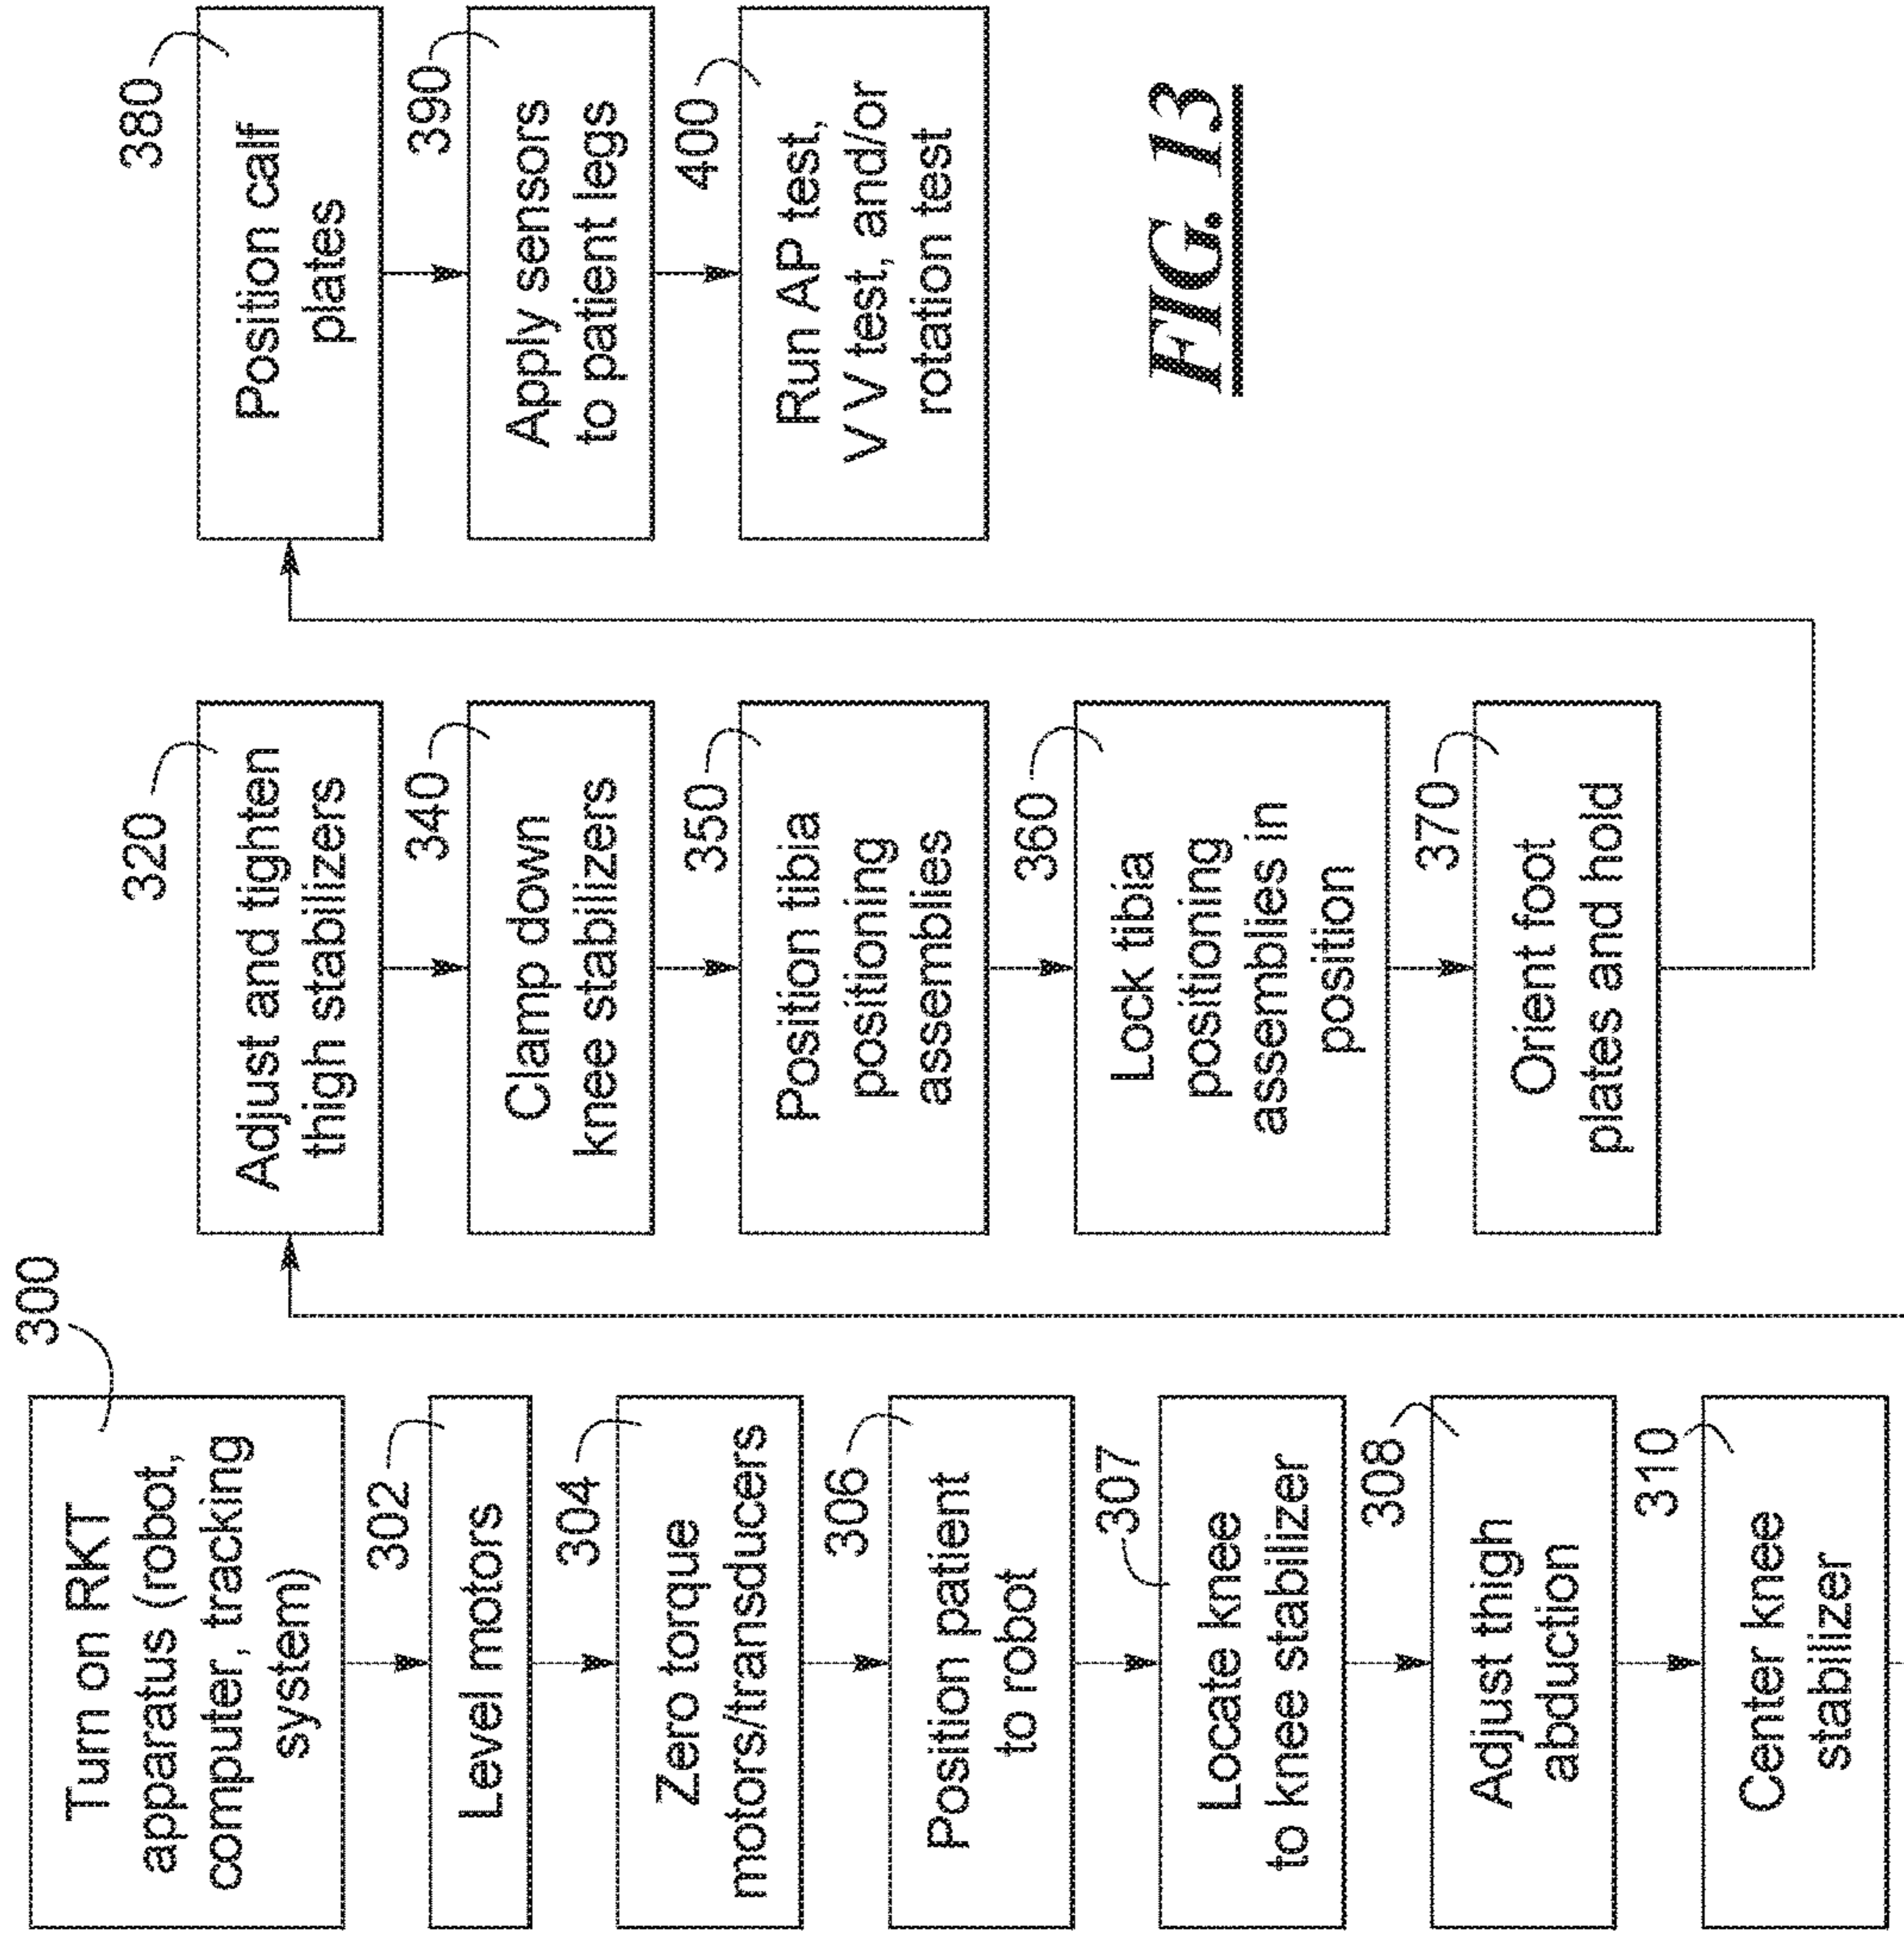 300
Turn on RKT
apparatus (robot,
computer, tracking
system)
302
Level motors
304
Zero torque
motors/transducers
306
Position patient
to robot
307
Locate knee
to knee stabilizer
308
Adjust thigh
abduction
310
Center knee
stabilizer
320
Adjust and tighten
thigh stabilizers
340
Clamp down
knee stabilizers
350
Position tibia
positioning
assemblies
360
Lock tibia
positioning
assemblies in
position
370
Orient foot
plates and hold
380
Position calf
plates
390
Apply sensors
to patient legs
400
Run AP test,
V V test, and/or
rotation test
FIG. 13